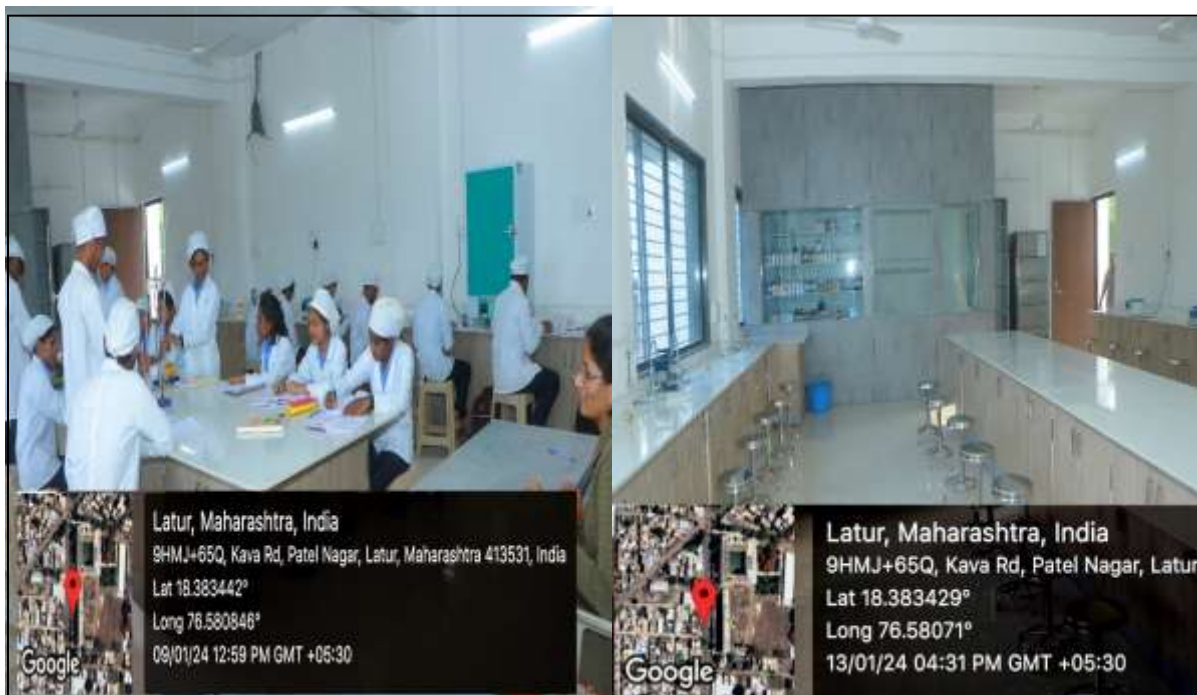 Latur, Maharashtra, India
9HMJ+65Q, Kava Rd, Patel Nagar, Latur, Maharashtra 413531, India
Lat 18.383442°
Long 76.580846°
09/01/24 12:59 PM GMT +05:30
Google
Latur, Maharashtra, India
9HMJ+65Q, Kava Rd, Patel Nagar, Latur
Lat 18.383429°
Long 76.58071°
13/01/24 04:31 PM GMT +05:30
Google